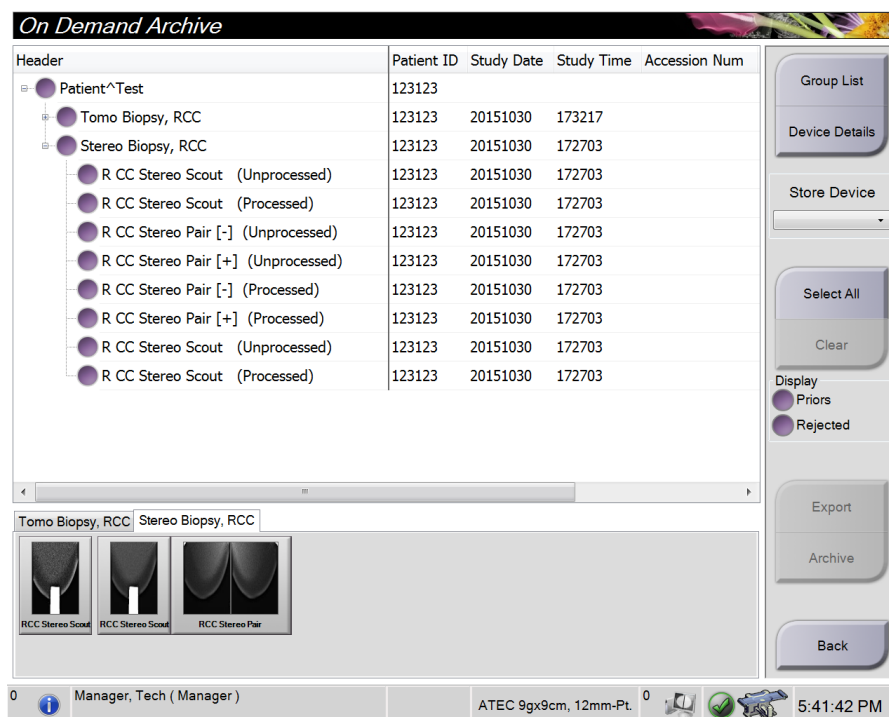 On Demand Archive
Header Patient ID Study Date Study Time Accession Num
Patient^Test 123123
Tomo Biopsy, RCC 123123 20151030 173217
Stereo Biopsy, RCC 123123 20151030 172703
R CC Stereo Scout (Unprocessed) 123123 20151030 172703
R CC Stereo Scout (Processed) 123123 20151030 172703
R CC Stereo Pair [-] (Unprocessed) 123123 20151030 172703
R CC Stereo Pair [+] (Unprocessed) 123123 20151030 172703
R CC Stereo Pair [-] (Processed) 123123 20151030 172703
R CC Stereo Pair [+] (Processed) 123123 20151030 172703
R CC Stereo Scout (Unprocessed) 123123 20151030 172703
R CC Stereo Scout (Processed) 123123 20151030 172703
Group List
Device Details
Store Device
Select All
Clear
Display
Priors
Rejected
Export
Archive
Back
Tomo Biopsy, RCC Stereo Biopsy, RCC
RCC Stereo Scout RCC Stereo Scout RCC Stereo Pair
0 Manager, Tech ( Manager ) ATEC 9gx9cm, 12mm-Pt. 0 5:41:42 PM